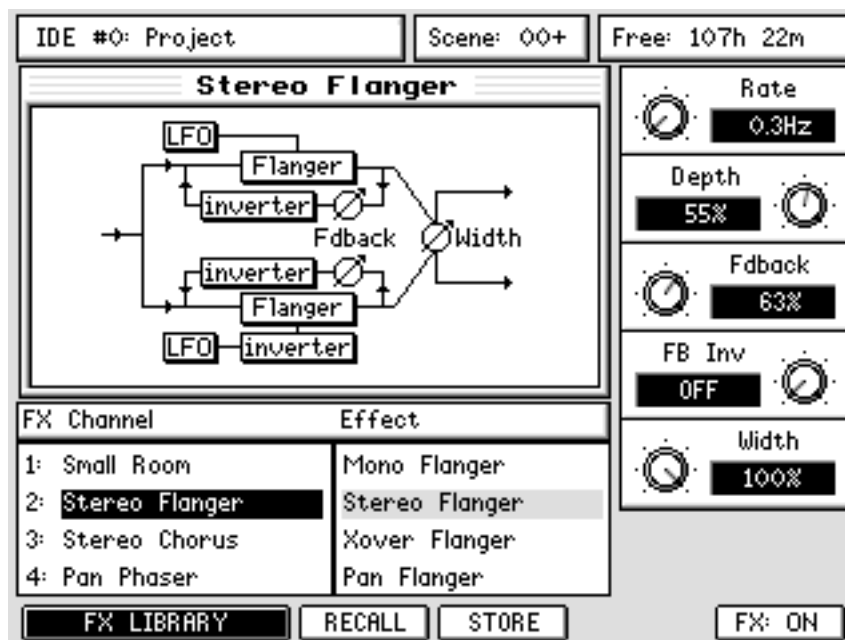 IDE #0: Project
Scene: 00+
Free: 107h 22m
Stereo Flanger
LFO
Flanger
inverter
Fdback
Width
inverter
Flanger
LFO
inverter
Rate
0.3Hz
Depth
55%
Fdback
63%
FB Inv
OFF
Width
100%
FX Channel
Effect
1: Small Room
Mono Flanger
2: Stereo Flanger
Stereo Flanger
3: Stereo Chorus
Xover Flanger
4: Pan Phaser
Pan Flanger
FX LIBRARY
RECALL
STORE
FX: ON